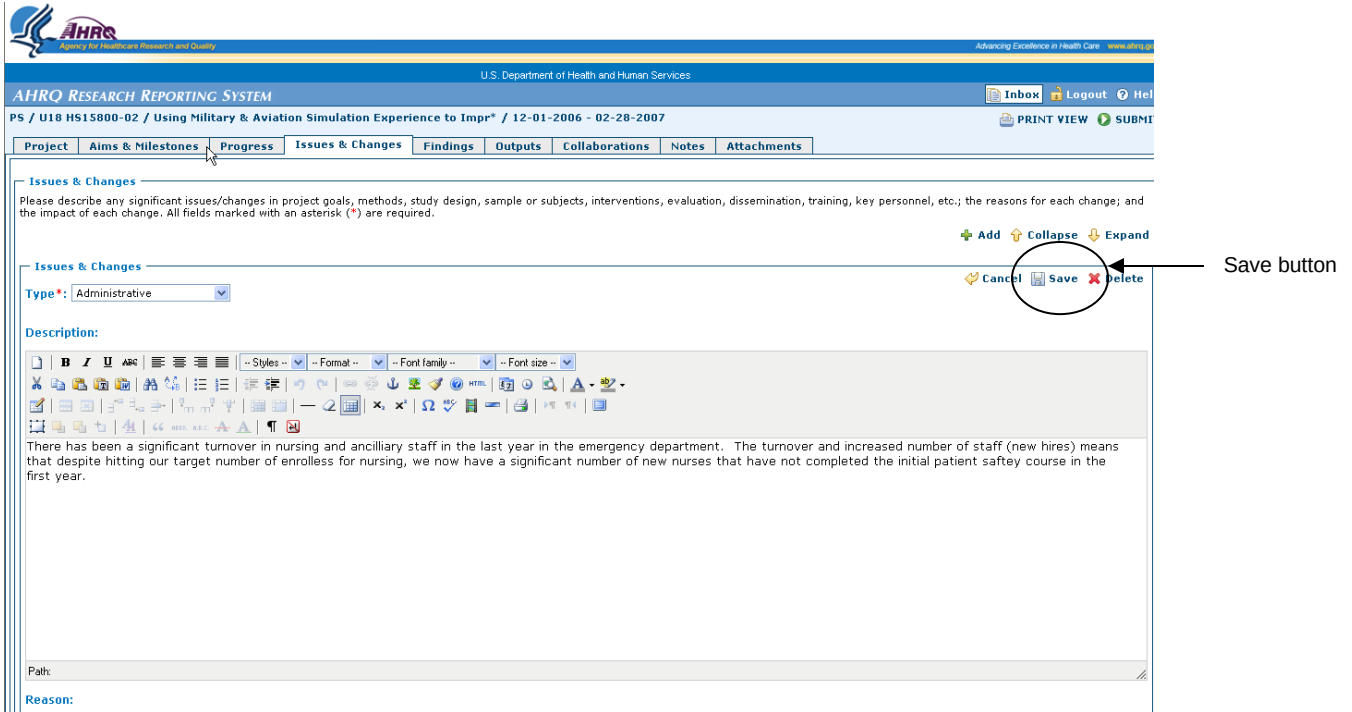 AHRQ
Agency for Healthcare Research and Quality
Advancing Excellence in Health Care www.ahrq.go
U.S. Department of Health and Human Services
AHRQ RESEARCH REPORTING SYSTEM
Inbox Logout Hel
PS / U18 HS15800-02 / Using Military & Aviation Simulation Experience to Impr* / 12-01-2006 - 02-28-2007
PRINT VIEW SUBMI
Project Aims & Milestones Progress Issues & Changes Findings Outputs Collaborations Notes Attachments
Issues & Changes
Please describe any significant issues/changes in project goals, methods, study design, sample or subjects, interventions, evaluation, dissemination, training, key personnel, etc.; the reasons for each change; and
the impact of each change. All fields marked with an asterisk (*) are required.
Add Collapse Expand
Save button
Issues & Changes
Cancel Save Delete
Type*: Administrative
Description:
B I U ABC -- Styles -- -- Format -- -- Font family -- -- Font size --
HTML A ab
— x₂ x² Ω ABC
A “ ABBR. A.B.C. A A ¶
There has been a significant turnover in nursing and ancilliary staff in the last year in the emergency department. The turnover and increased number of staff (new hires) means
that despite hitting our target number of enrolless for nursing, we now have a significant number of new nurses that have not completed the initial patient saftey course in the
first year.
Path:
Reason: